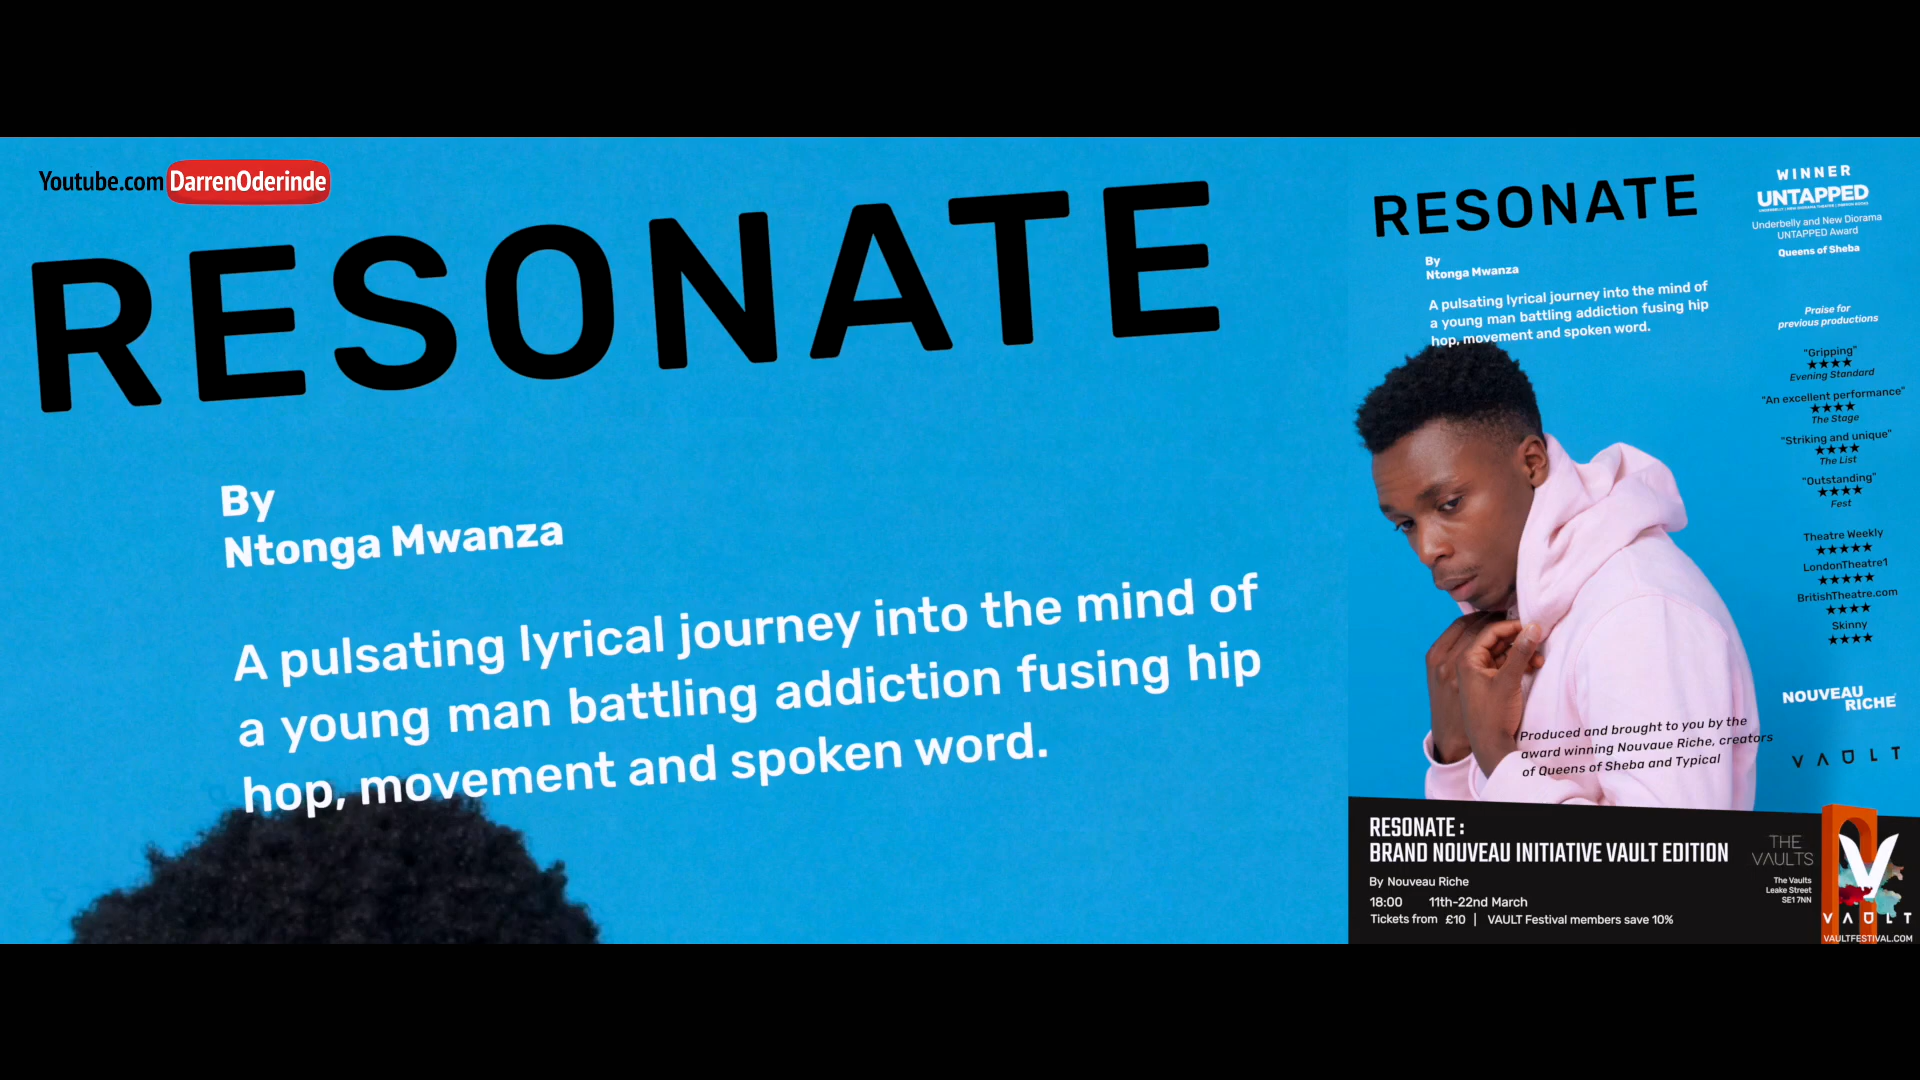 Youtube.com DarrenOderinde
RESONATE
By
Ntonga Mwanza
A pulsating lyrical journey into the mind of
a young man battling addiction fusing hip
hop, movement and spoken word.
RESONATE
By
Ntonga Mwanza
A pulsating lyrical journey into the mind of
a young man battling addiction fusing hip
hop, movement and spoken word.
WINNER
UNTAPPED
Underbelly and New Diorama
UNTAPPED Award
Queens of Sheba
Praise for
previous productions
"Gripping"
★★★★
Evening Standard
"An excellent performance"
★★★★
The Stage
"Striking and unique"
★★★★
The List
"Outstanding"
★★★★
Fest
Theatre Weekly
★★★★★
LondonTheatre1
★★★★★
BritishTheatre.com
★★★★
Skinny
★★★★
NOUVEAU
RICHE
VAULT
Produced and brought to you by the
award winning Nouvaue Riche, creators
of Queens of Sheba and Typical
RESONATE :
BRAND NOUVEAU INITIATIVE VAULT EDITION
By Nouveau Riche
18:00 11th-22nd March
Tickets from £10 | VAULT Festival members save 10%
THE
VAULTS
The Vaults
Leake Street
SE1 7NN
VAULT
VAULTFESTIVAL.COM